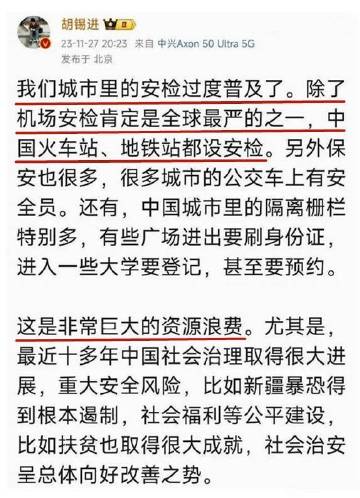 胡锡进
23-11-27 20:23 来自 中兴Axon 50 Ultra 5G
发布于 北京
我们城市里的安检过度普及了。除了
机场安检肯定是全球最严的之一，中
国火车站、地铁站都设安检。另外保
安也很多，很多城市的公交车上有安
全员。还有，中国城市里的隔离栅栏
特别多，有些广场进出要刷身份证，
进入一些大学要登记，甚至要预约。
这是非常巨大的资源浪费。尤其是，
最近十多年中国社会治理取得很大进
展，重大安全风险，比如新疆暴恐得
到根本遏制，社会福利等公平建设，
比如扶贫也取得很大成就，社会治安
呈总体向好改善之势。